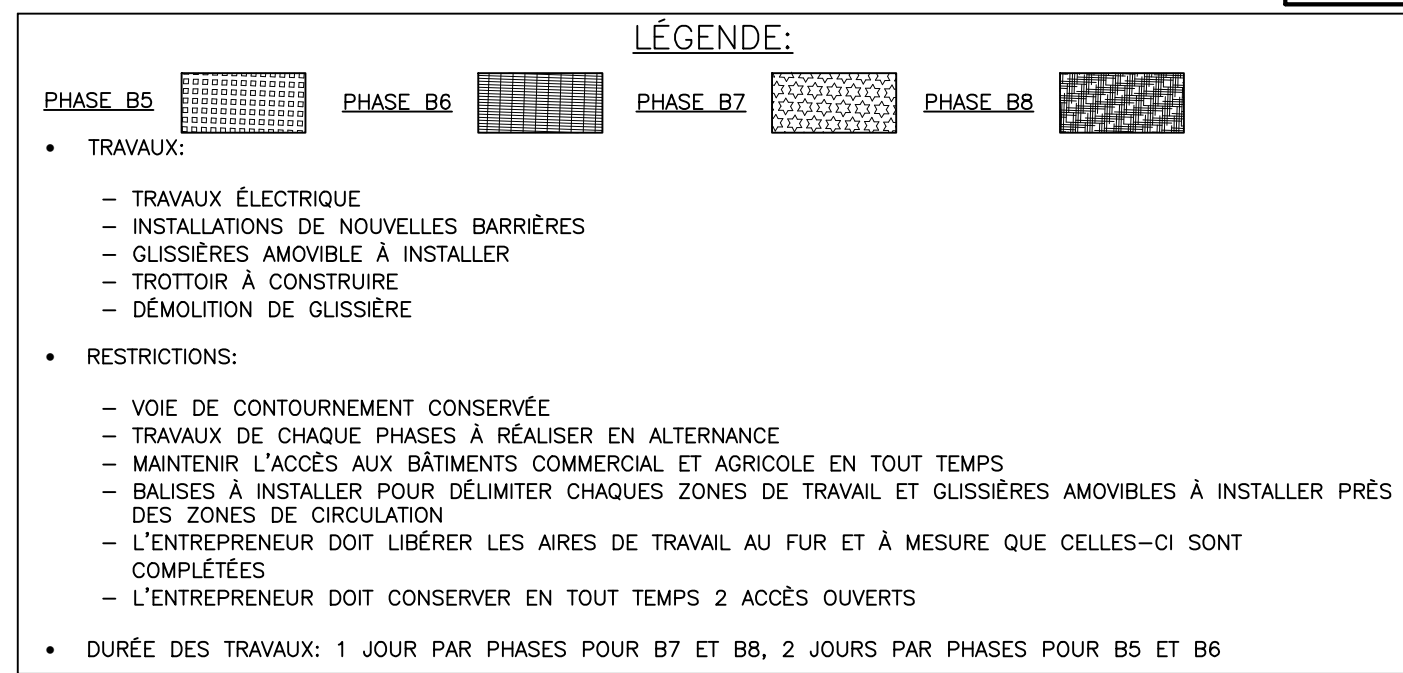 LÉGENDE:
PHASE B5 PHASE B6 PHASE B7 PHASE B8
• TRAVAUX:
– TRAVAUX ÉLECTRIQUE
– INSTALLATIONS DE NOUVELLES BARRIÈRES
– GLISSIÈRES AMOVIBLE À INSTALLER
– TROTTOIR À CONSTRUIRE
– DÉMOLITION DE GLISSIÈRE
• RESTRICTIONS:
– VOIE DE CONTOURNEMENT CONSERVÉE
– TRAVAUX DE CHAQUE PHASES À RÉALISER EN ALTERNANCE
– MAINTENIR L'ACCÈS AUX BÂTIMENTS COMMERCIAL ET AGRICOLE EN TOUT TEMPS
– BALISES À INSTALLER POUR DÉLIMITER CHAQUES ZONES DE TRAVAIL ET GLISSIÈRES AMOVIBLES À INSTALLER PRÈS
DES ZONES DE CIRCULATION
– L'ENTREPRENEUR DOIT LIBÉRER LES AIRES DE TRAVAIL AU FUR ET À MESURE QUE CELLES–CI SONT
COMPLÉTÉES
– L'ENTREPRENEUR DOIT CONSERVER EN TOUT TEMPS 2 ACCÈS OUVERTS
• DURÉE DES TRAVAUX: 1 JOUR PAR PHASES POUR B7 ET B8, 2 JOURS PAR PHASES POUR B5 ET B6